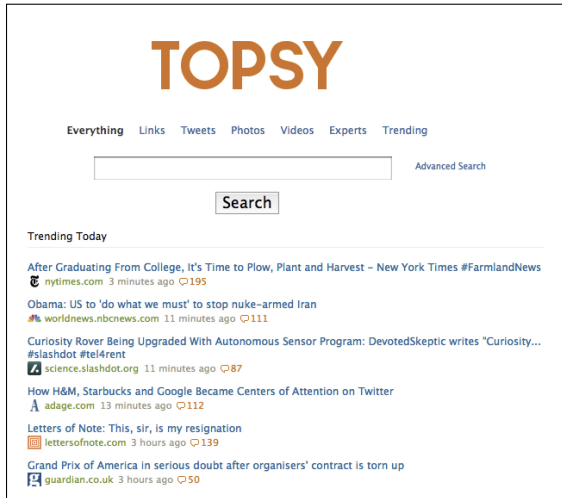 TOPSY
Everything Links Tweets Photos Videos Experts Trending
Advanced Search
Search
Trending Today
After Graduating From College, It's Time to Plow, Plant and Harvest – New York Times #FarmlandNews
nytimes.com 3 minutes ago 195
Obama: US to 'do what we must' to stop nuke-armed Iran
worldnews.nbcnews.com 11 minutes ago 111
Curiosity Rover Being Upgraded With Autonomous Sensor Program: DevotedSkeptic writes "Curiosity...
#slashdot #tel4rent
science.slashdot.org 11 minutes ago 87
How H&M, Starbucks and Google Became Centers of Attention on Twitter
adage.com 13 minutes ago 112
Letters of Note: This, sir, is my resignation
lettersofnote.com 3 hours ago 139
Grand Prix of America in serious doubt after organisers' contract is torn up
guardian.co.uk 3 hours ago 50